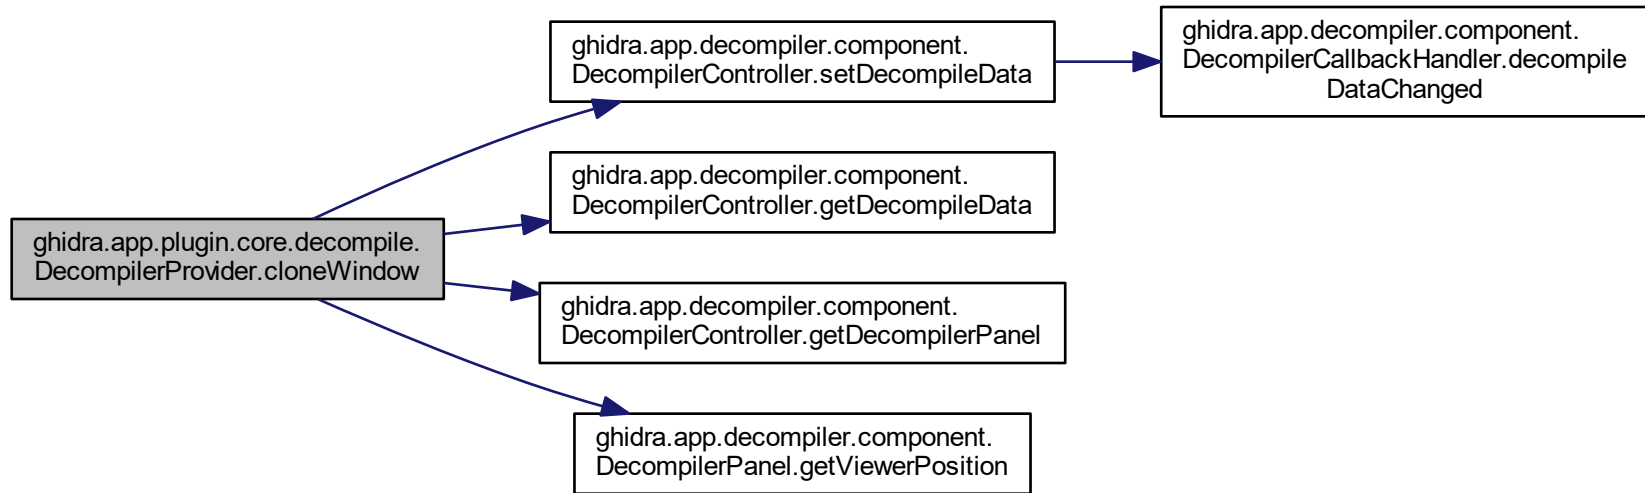 ghidra.app.decompiler.component.
DecompilerController.setDecompileData
ghidra.app.decompiler.component.
DecompilerCallbackHandler.decompile
DataChanged
ghidra.app.decompiler.component.
DecompilerController.getDecompileData
ghidra.app.plugin.core.decompile.
DecompilerProvider.cloneWindow
ghidra.app.decompiler.component.
DecompilerController.getDecompilerPanel
ghidra.app.decompiler.component.
DecompilerPanel.getViewerPosition